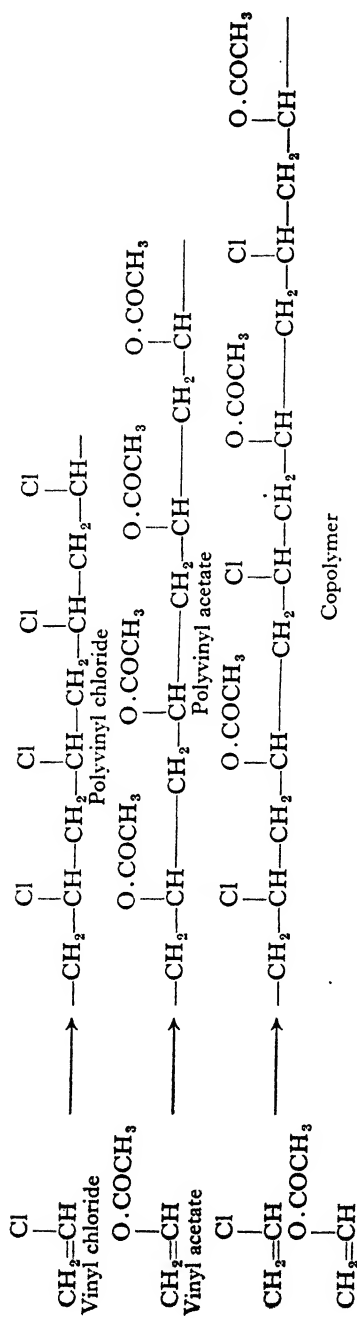 Cl Cl Cl Cl Cl
CH₂=CH ⟶ —CH₂—CH—CH₂—CH—CH₂—CH—CH₂—CH—
Vinyl chloride Polyvinyl chloride
O.COCH₃ O.COCH₃ O.COCH₃ O.COCH₃ O.COCH₃
CH₂=CH ⟶ —CH₂—CH—CH₂—CH—CH₂—CH—CH₂—CH—
Vinyl acetate Polyvinyl acetate
Cl Cl O.COCH₃ Cl O.COCH₃ Cl O.COCH₃
CH₂=CH ⟶ —CH₂—CH—CH₂—CH—CH₂—CH—CH₂—CH—CH₂—CH—CH₂—CH—
O.COCH₃
CH₂=CH
Copolymer